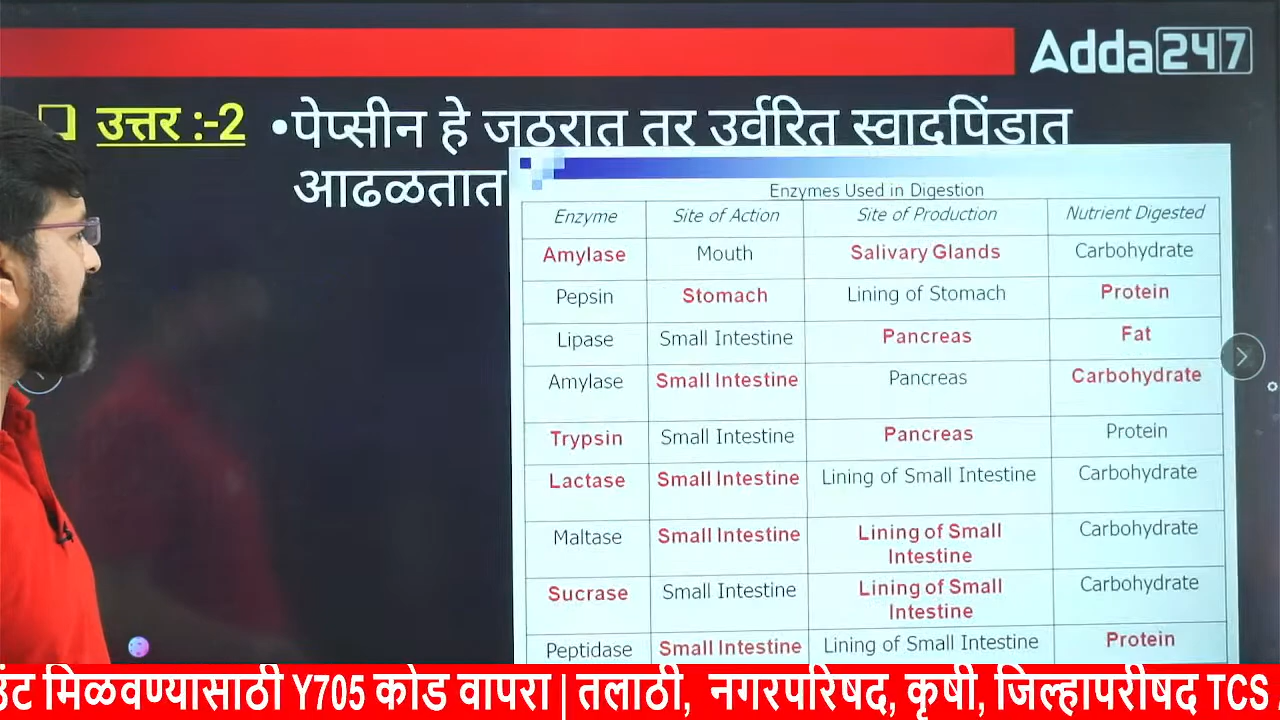 Adda247
उत्तर :-2 •पेप्सीन हे जठरात तर उर्वरित स्वादुपिंडात
आढळतात
Enzymes Used in Digestion
Enzyme Site of Action Site of Production Nutrient Digested
Amylase Mouth Salivary Glands Carbohydrate
Pepsin Stomach Lining of Stomach Protein
Lipase Small Intestine Pancreas Fat
Amylase Small Intestine Pancreas Carbohydrate
Trypsin Small Intestine Pancreas Protein
Lactase Small Intestine Lining of Small Intestine Carbohydrate
Maltase Small Intestine Lining of Small Intestine Carbohydrate
Sucrase Small Intestine Lining of Small Intestine Carbohydrate
Peptidase Small Intestine Lining of Small Intestine Protein
मिळवण्यासाठी Y705 कोड वापरा | तलाठी, नगरपरिषद, कृषी, जिल्हापरीषद TCS